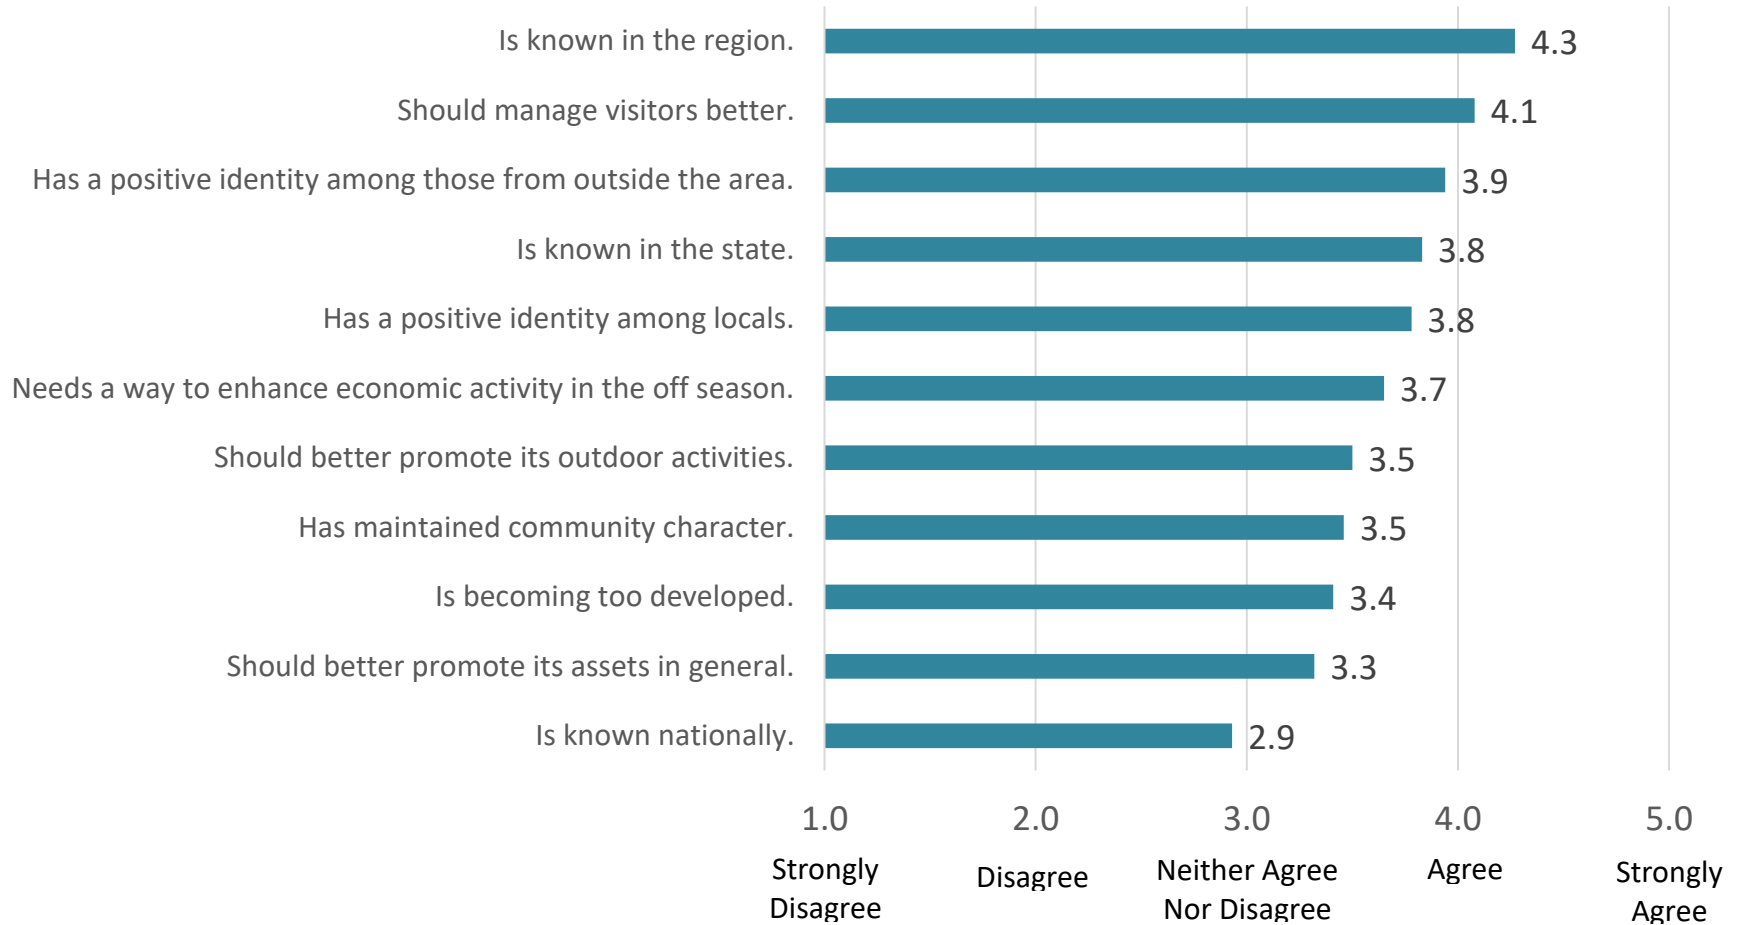 Is known in the region. 4.3
Should manage visitors better. 4.1
Has a positive identity among those from outside the area. 3.9
Is known in the state. 3.8
Has a positive identity among locals. 3.8
Needs a way to enhance economic activity in the off season. 3.7
Should better promote its outdoor activities. 3.5
Has maintained community character. 3.5
Is becoming too developed. 3.4
Should better promote its assets in general. 3.3
Is known nationally. 2.9
1.0 2.0 3.0 4.0 5.0
Strongly Disagree Neither Agree Agree Strongly
Disagree Nor Disagree Agree